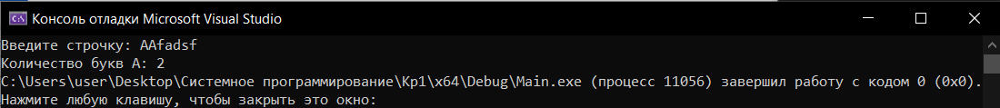 Консоль отладки Microsoft Visual Studio
Введите строчку: AAfadsf
Количество букв A: 2
C:\Users\user\Desktop\Системное программирование\Kp1\x64\Debug\Main.exe (процесс 11056) завершил работу с кодом 0 (0x0).
Нажмите любую клавишу, чтобы закрыть это окно: